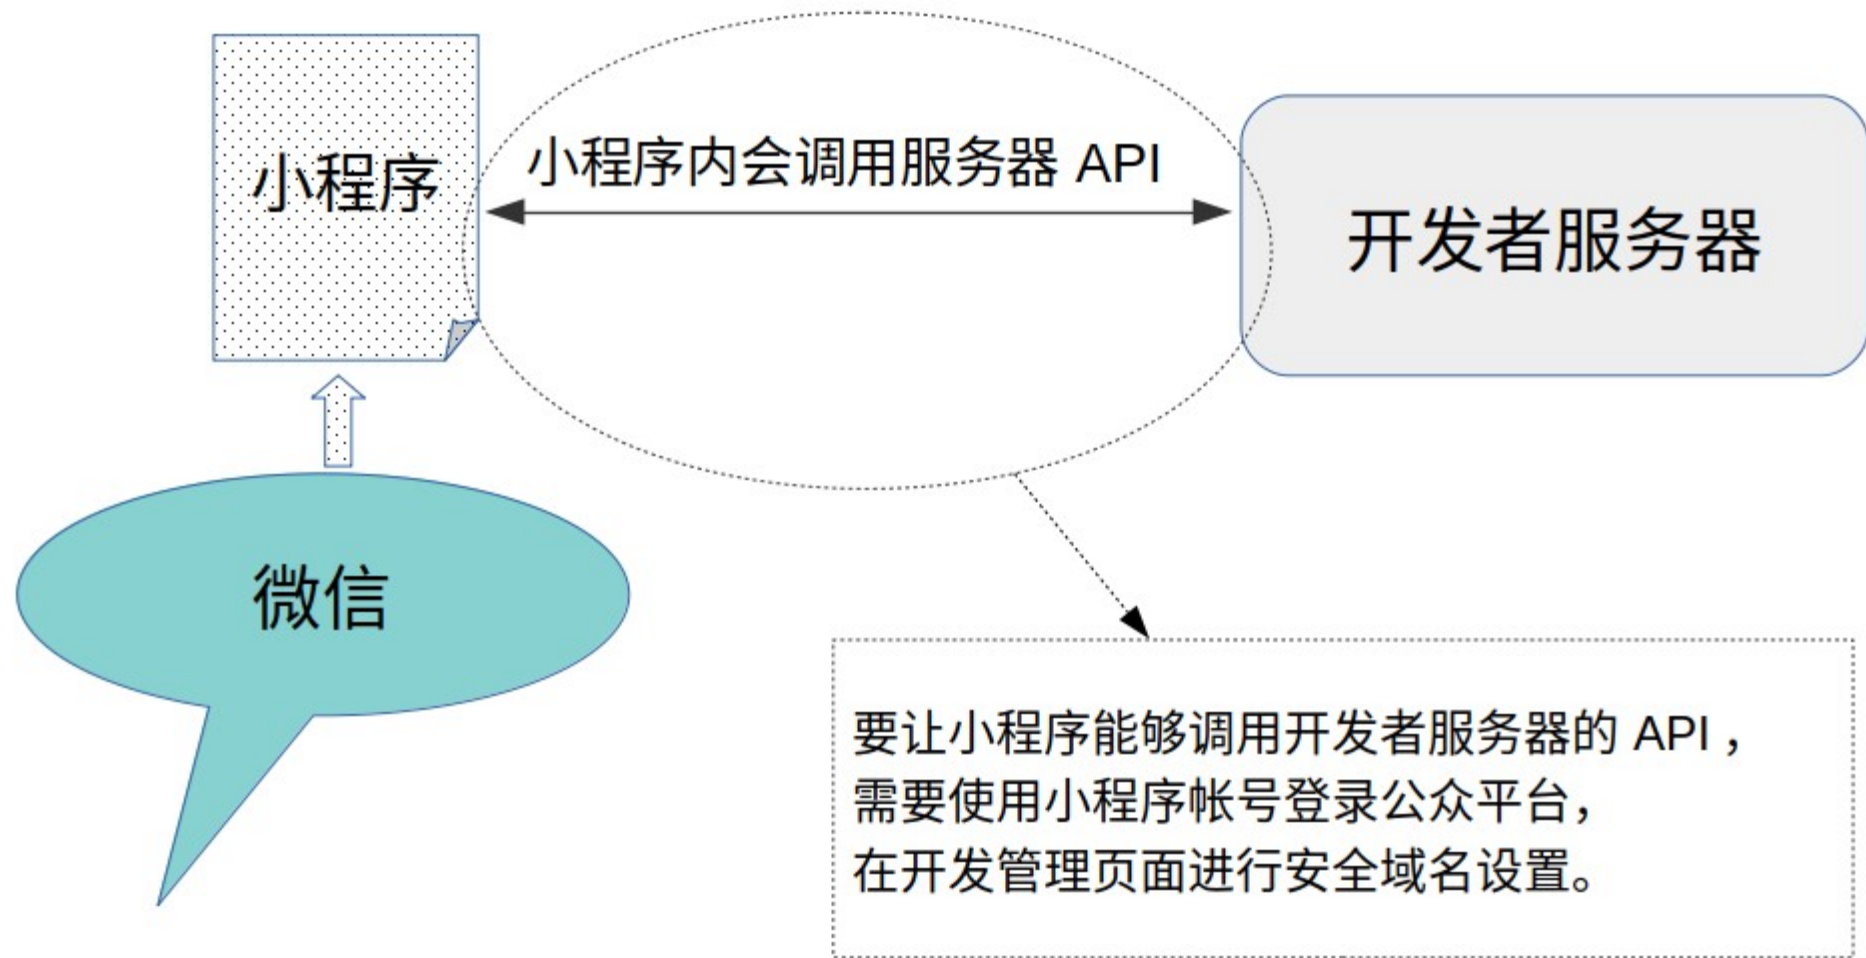 小程序
小程序内会调用服务器 API
开发者服务器
微信
要让小程序能够调用开发者服务器的 API ，
需要使用小程序帐号登录公众平台，
在开发管理页面进行安全域名设置。